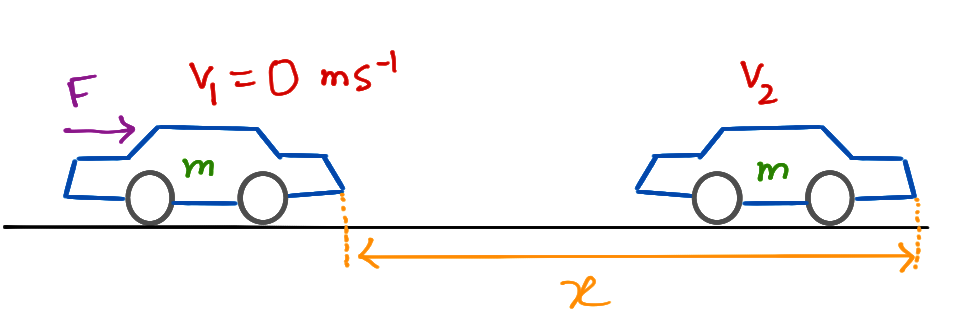 F
V₁ = 0 ms⁻¹
V₂
m
m
x